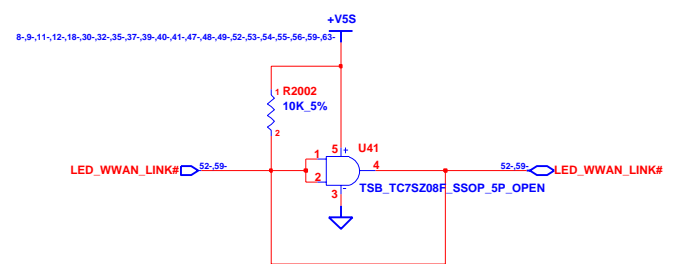 +V5S
8-,9-,11-,12-,18-,30-,32-,35-,37-,39-,40-,41-,47-,48-,49-,52-,53-,54-,55-,56-,59-,63-
1 R2002
10K_5%
2
5 + U41
1
4
2
3 -
LED_WWAN_LINK# 52-,59-
52-,59- LED_WWAN_LINK#
TSB_TC7SZ08F_SSOP_5P_OPEN